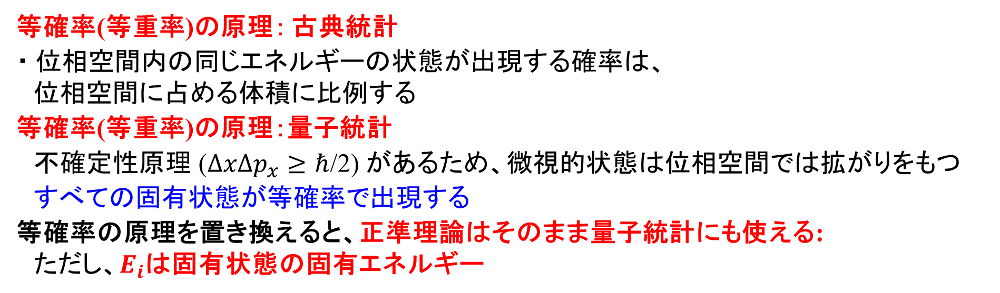 等確率(等重率)の原理: 古典統計
・ 位相空間内の同じエネルギーの状態が出現する確率は、
位相空間に占める体積に比例する
等確率(等重率)の原理:量子統計
不確定性原理 (ΔxΔpₓ ≥ ℏ/2) があるため、微視的状態は位相空間では拡がりをもつ
すべての固有状態が等確率で出現する
等確率の原理を置き換えると、正準理論はそのまま量子統計にも使える:
ただし、Eᵢは固有状態の固有エネルギー